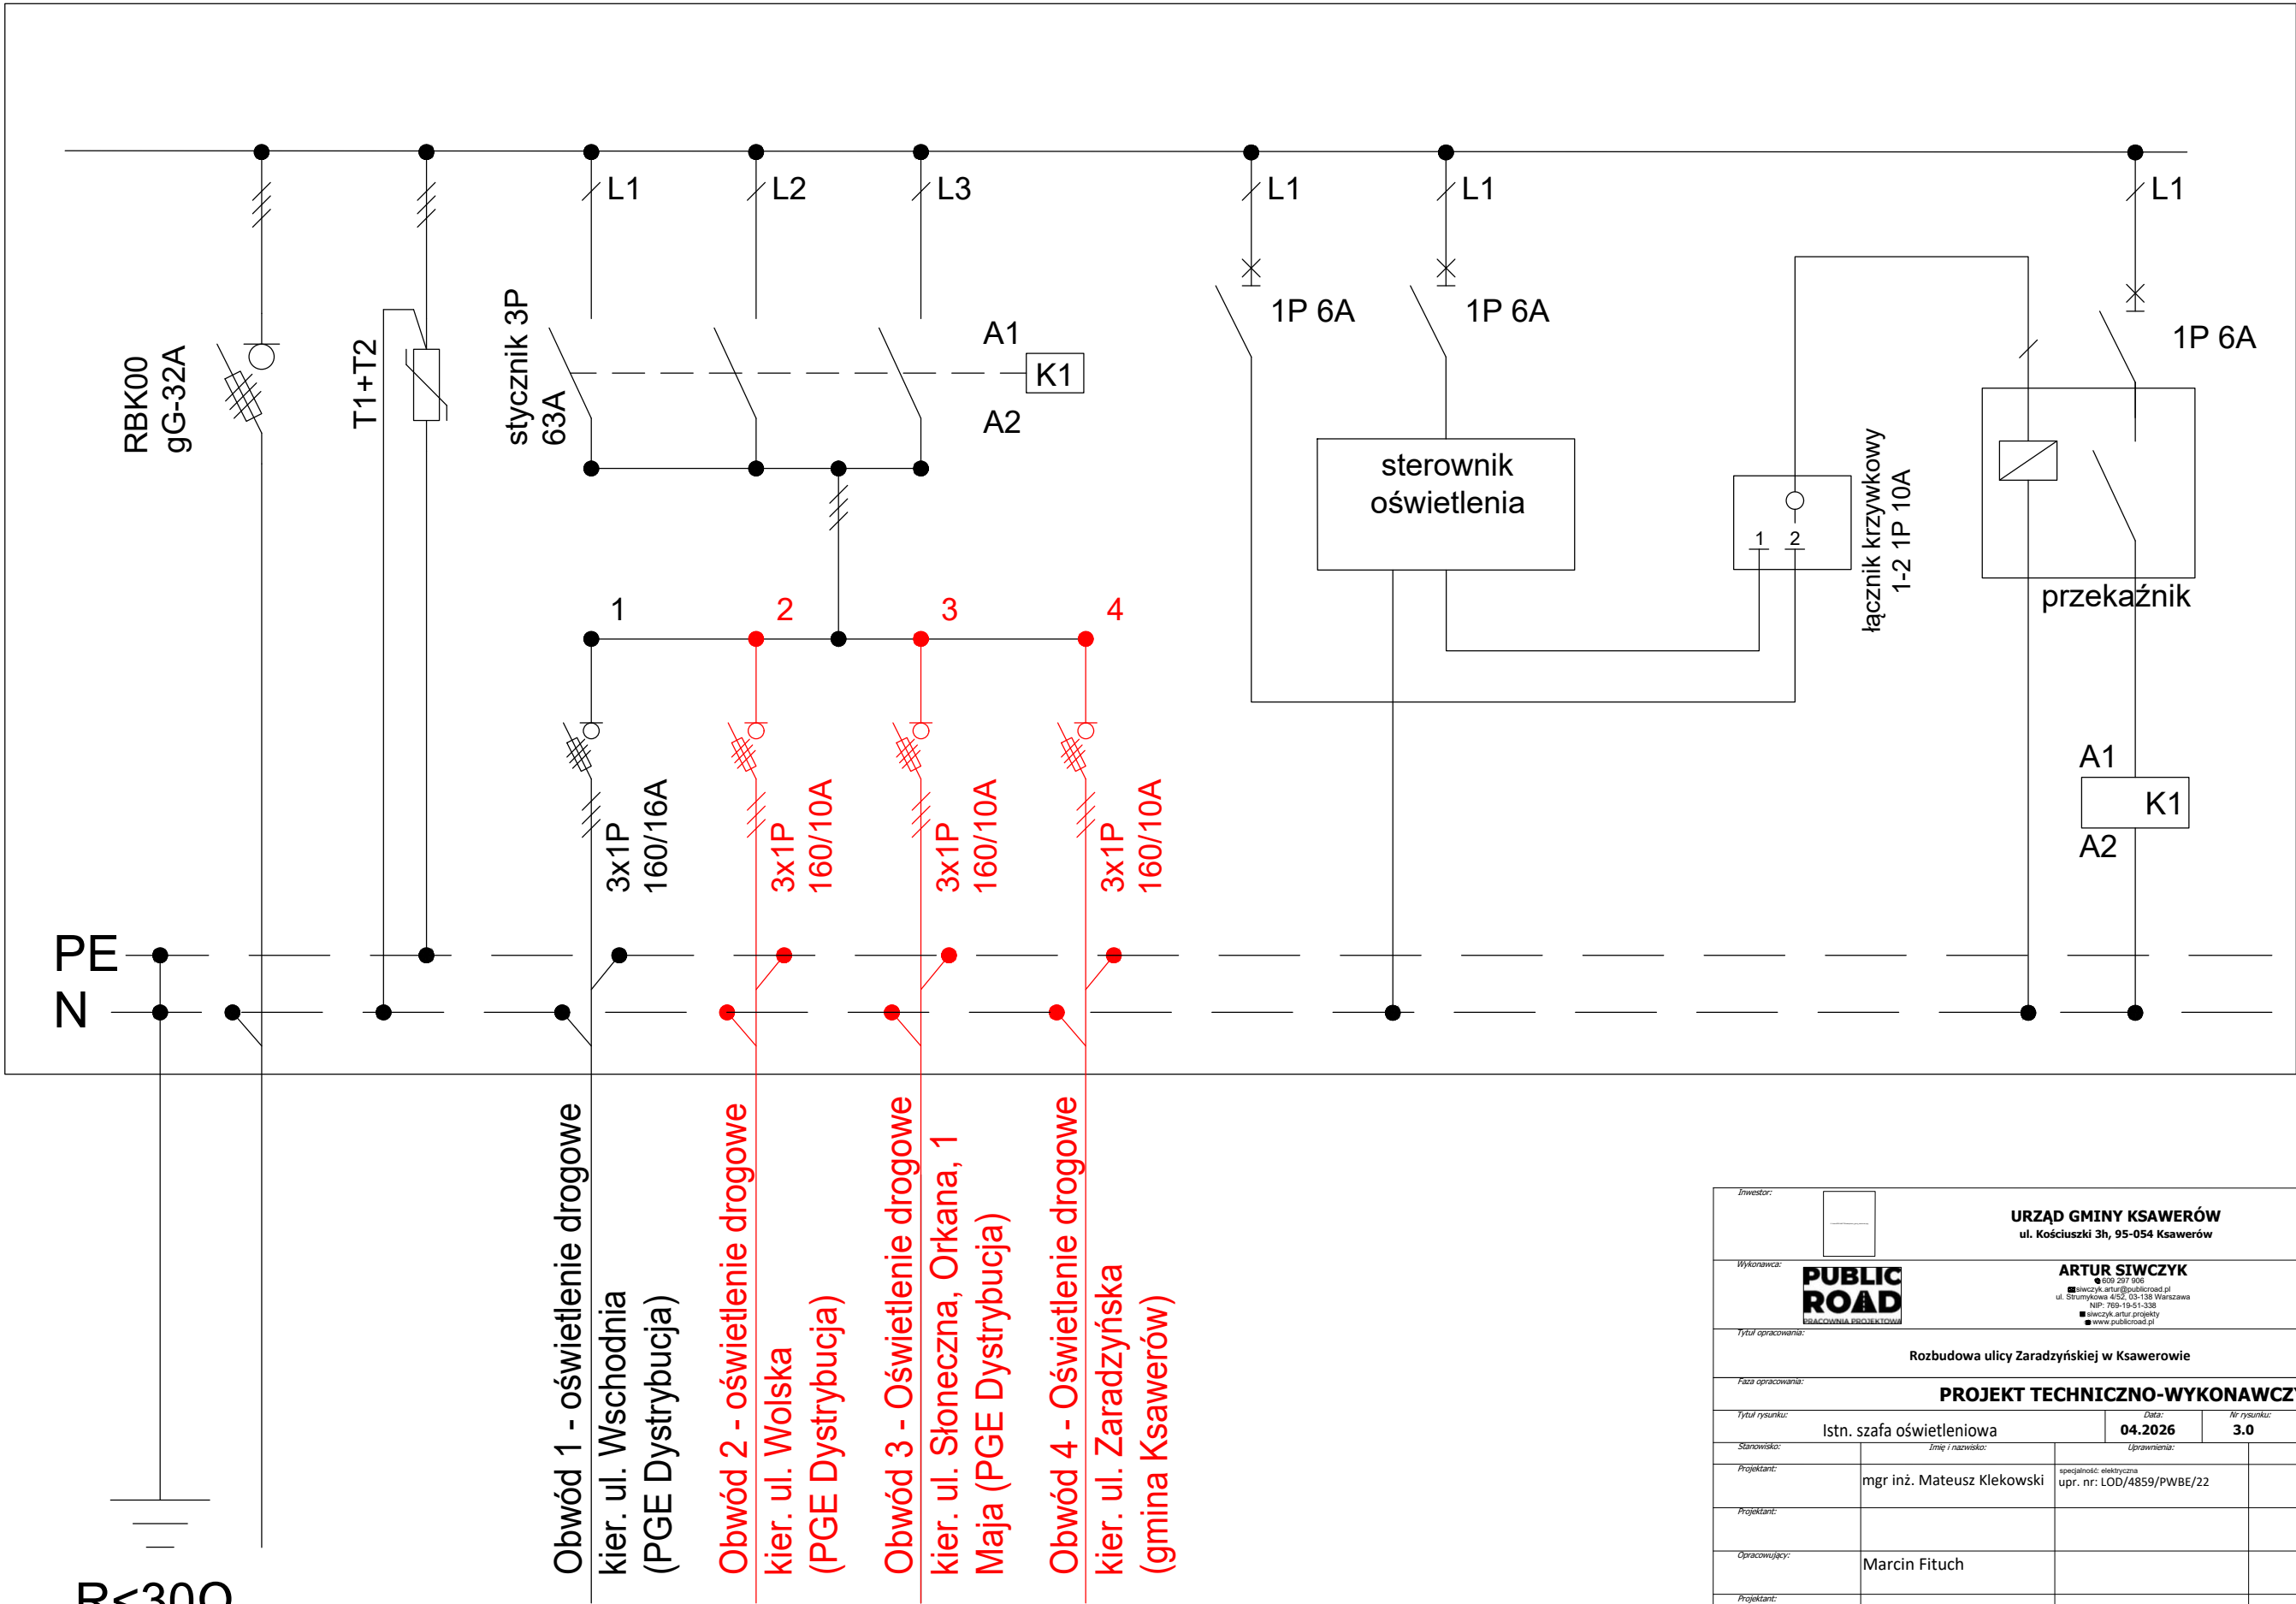 L1
L2
L3
L1
L1
L1
RBK00
gG-32A
T1+T2
stycznik 3P
63A
A1
K1
A2
1P 6A
1P 6A
1P 6A
sterownik
oświetlenia
1 2
łącznik krzywkowy
1-2 1P 10A
przekaźnik
1
2
3
4
3x1P
160/16A
3x1P
160/10A
3x1P
160/10A
3x1P
160/10A
A1
K1
A2
PE
N
Obwód 1 - oświetlenie drogowe
kier. ul. Wschodnia
(PGE Dystrybucja)
Obwód 2 - oświetlenie drogowe
kier. ul. Wolska
(PGE Dystrybucja)
Obwód 3 - Oświetlenie drogowe
kier. ul. Słoneczna, Orkana, 1
Maja (PGE Dystrybucja)
Obwód 4 - Oświetlenie drogowe
kier. ul. Zaradzyńska
(gmina Ksawerów)
R<30Ω
Inwestor:
URZĄD GMINY KSAWERÓW
ul. Kościuszki 3h, 95-054 Ksawerów
Wykonawca:
PUBLIC
ROAD
PRACOWNIA PROJEKTOWA
ARTUR SIWCZYK
609 297 906
siwczyk.artur@publicroad.pl
ul. Strumykowa 4/52, 03-138 Warszawa
NIP: 769-19-51-338
siwczyk.artur.projekty
www.publicroad.pl
Tytuł opracowania:
Rozbudowa ulicy Zaradzyńskiej w Ksawerowie
Faza opracowania:
PROJEKT TECHNICZNO-WYKONAWCZY
Tytuł rysunku:
Istn. szafa oświetleniowa
Data:
04.2026
Nr rysunku:
3.0
Stanowisko:
Imię i nazwisko:
Uprawnienia:
Projektant:
mgr inż. Mateusz Klekowski
specjalność: elektryczna
upr. nr: LOD/4859/PWBE/22
Projektant:
Opracowujący:
Marcin Fituch
Projektant: